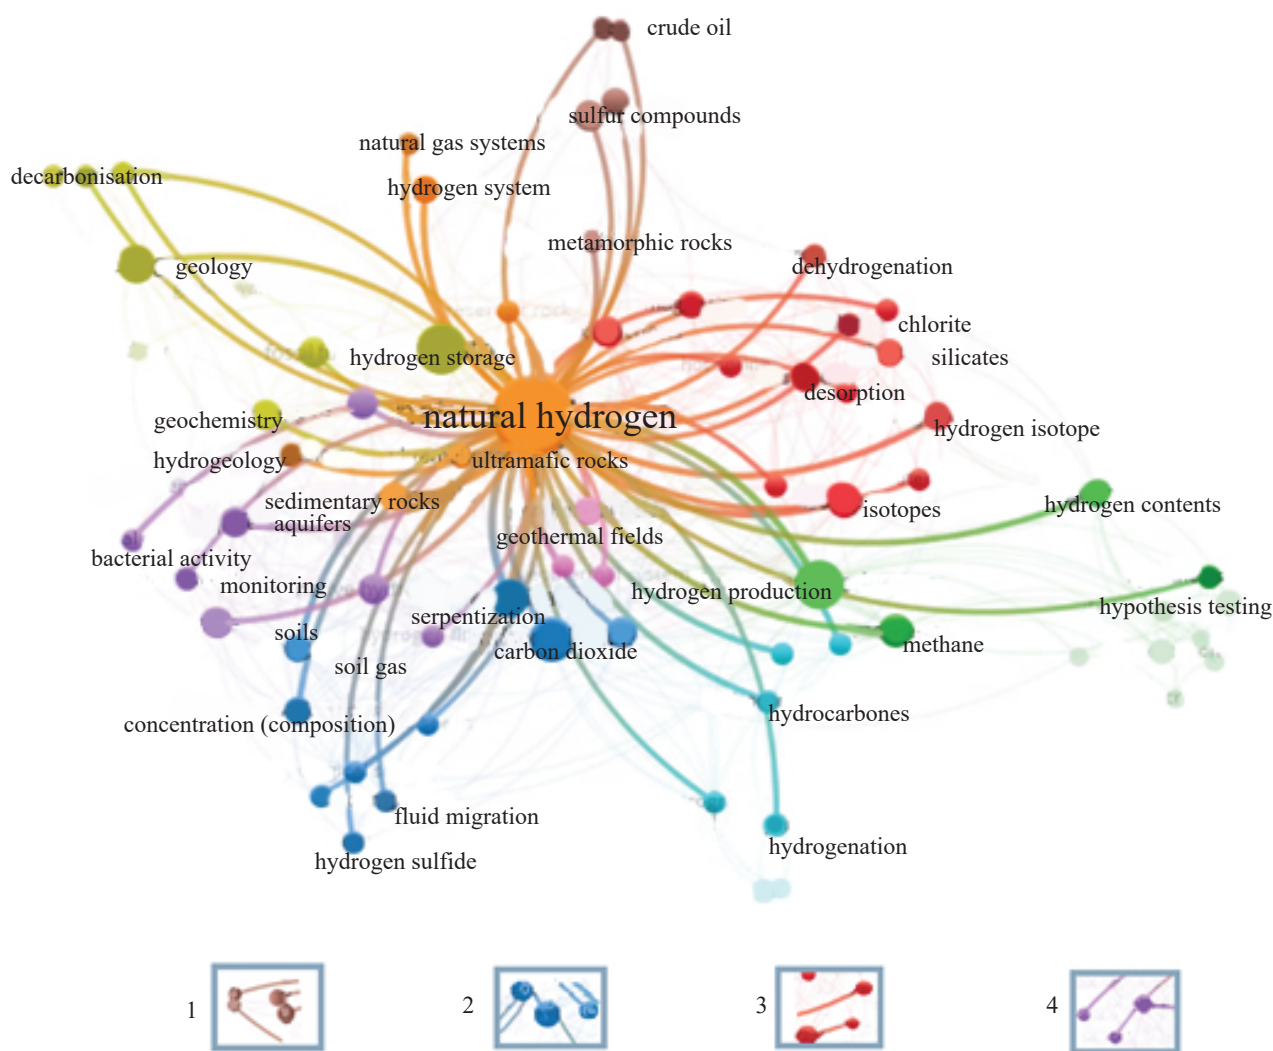 crude oil
sulfur compounds
natural gas systems
decarbonisation
hydrogen system
metamorphic rocks
geology
dehydrogenation
chlorite
hydrogen storage
silicates
desorption
geochemistry
natural hydrogen
hydrogen isotope
hydrogeology
ultramafic rocks
sedimentary rocks
hydrogen contents
isotopes
aquifers
geothermal fields
bacterial activity
monitoring
hydrogen production
hypothesis testing
serpentization
soils
methane
carbon dioxide
soil gas
hydrocarbones
concentration (composition)
fluid migration
hydrogenation
hydrogen sulfide
1
2
3
4